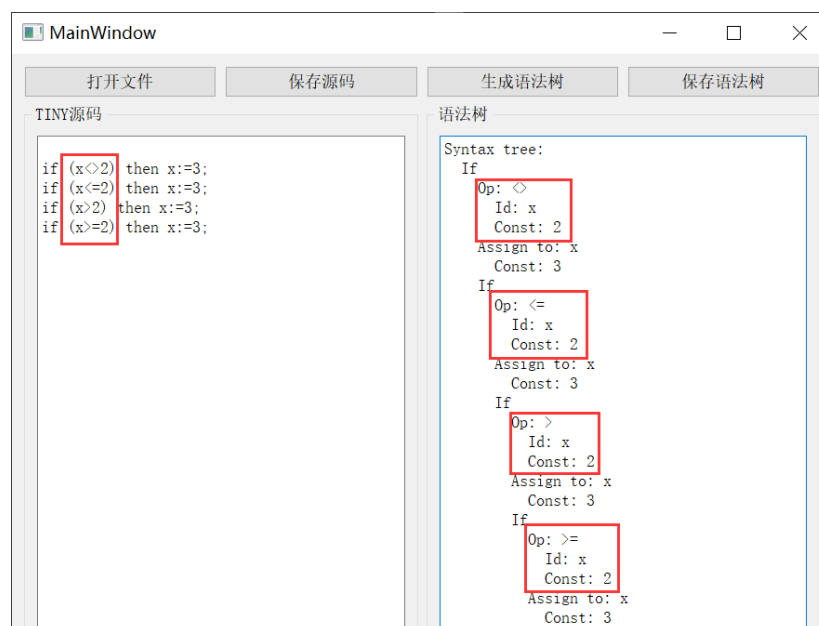 MainWindow
打开文件 保存源码 生成语法树 保存语法树
TINY源码
if (x<>2) then x:=3;
if (x<=2) then x:=3;
if (x>2) then x:=3;
if (x>=2) then x:=3;
语法树
Syntax tree:
If
Op: <>
Id: x
Const: 2
Assign to: x
Const: 3
If
Op: <=
Id: x
Const: 2
Assign to: x
Const: 3
If
Op: >
Id: x
Const: 2
Assign to: x
Const: 3
If
Op: >=
Id: x
Const: 2
Assign to: x
Const: 3